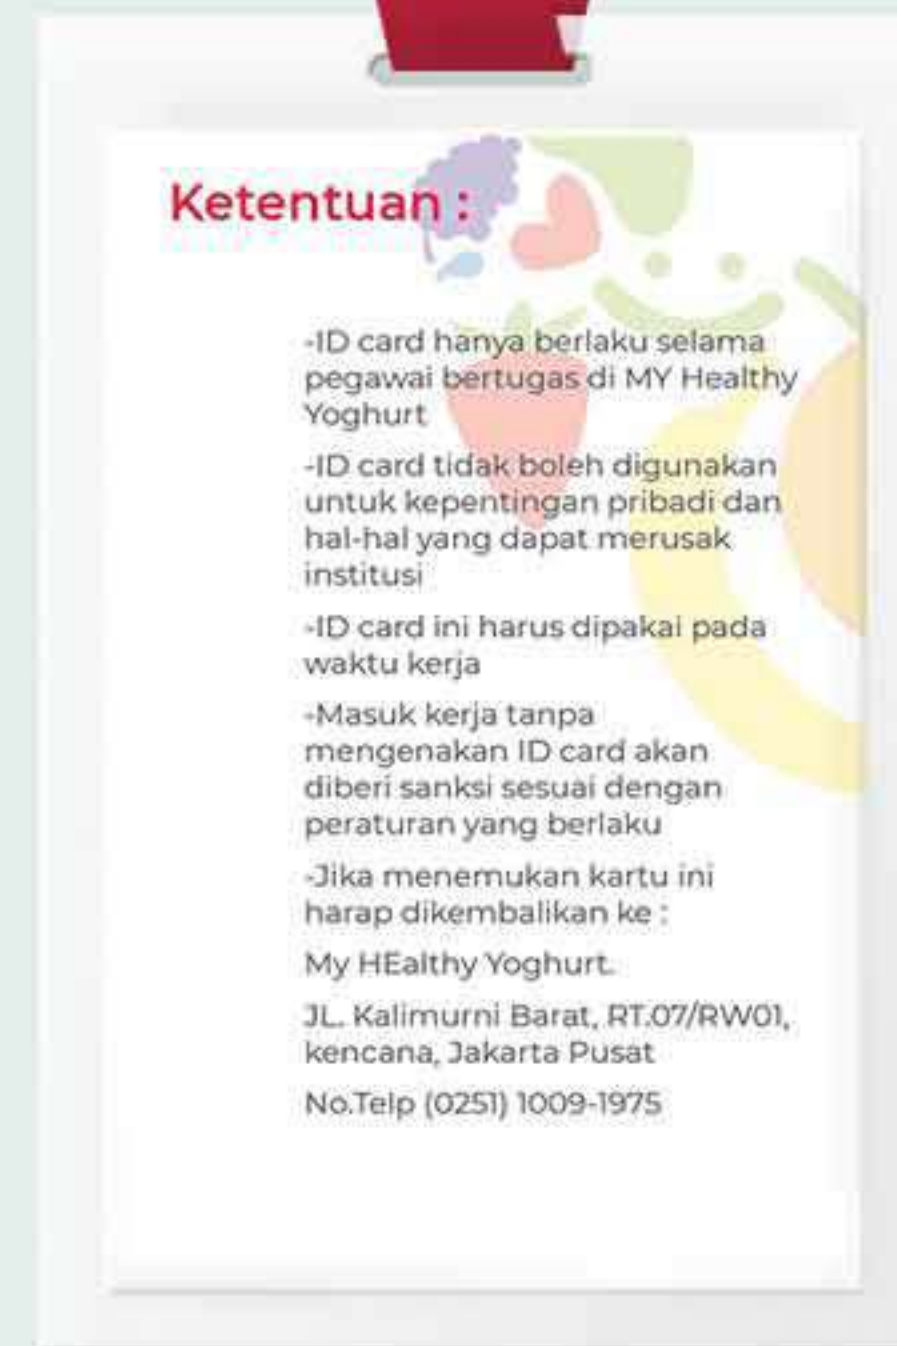 Ketentuan :
-ID card hanya berlaku selama
pegawai bertugas di MY Healthy
Yoghurt
-ID card tidak boleh digunakan
untuk kepentingan pribadi dan
hal-hal yang dapat merusak
institusi
-ID card ini harus dipakai pada
waktu kerja
-Masuk kerja tanpa
mengenakan ID card akan
diberi sanksi sesuai dengan
peraturan yang berlaku
-Jika menemukan kartu ini
harap dikembalikan ke :
My HEalthy Yoghurt.
JL. Kalimurni Barat, RT.07/RW01,
kencana, Jakarta Pusat
No.Telp (0251) 1009-1975